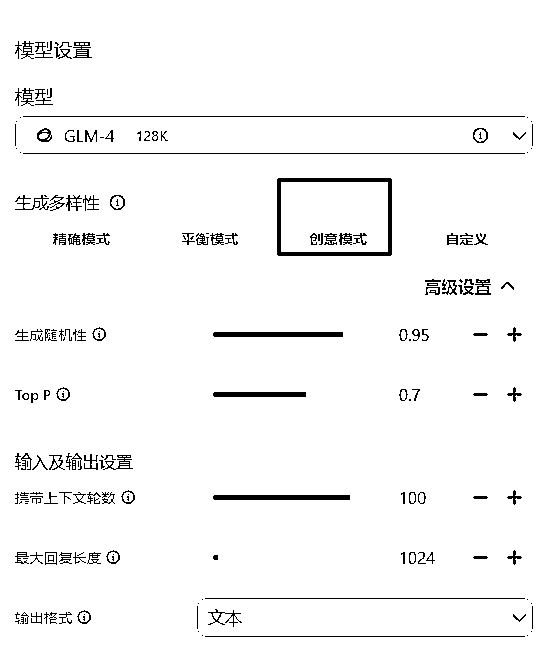 模型设置
模型
GLM-4 128K
生成多样性
精确模式 平衡模式 创意模式 自定义
高级设置
生成随机性 0.95
Top P 0.7
输入及输出设置
携带上下文轮数 100
最大回复长度 1024
输出格式 文本